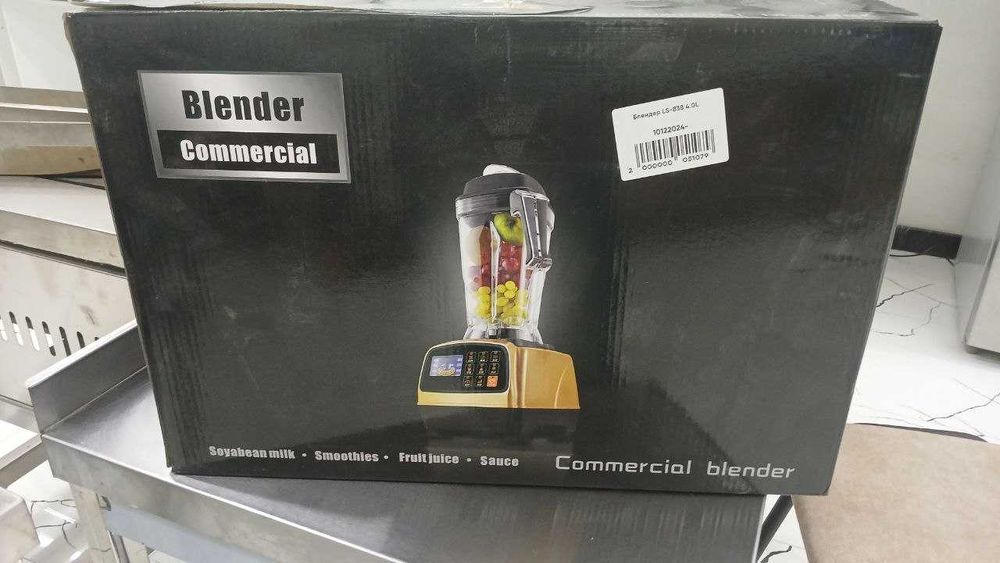 Blender
Commercial
Блендер LS-838 4.0L
10122024-
2 000000 051079
Soyabean milk • Smoothies • Fruit juice • Sauce
Commercial blender